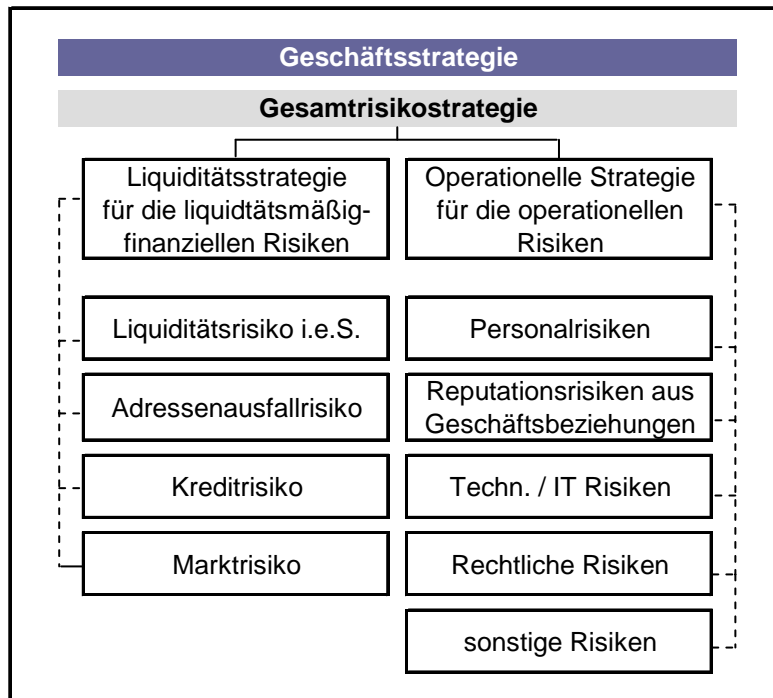 Geschäftsstrategie
Gesamtrisikostrategie
Liquiditätsstrategie
für die liquidtätsmäßig-
finanziellen Risiken
Operationelle Strategie
für die operationellen
Risiken
Liquiditätsrisiko i.e.S.
Personalrisiken
Adressenausfallrisiko
Reputationsrisiken aus
Geschäftsbeziehungen
Kreditrisiko
Techn. / IT Risiken
Marktrisiko
Rechtliche Risiken
sonstige Risiken